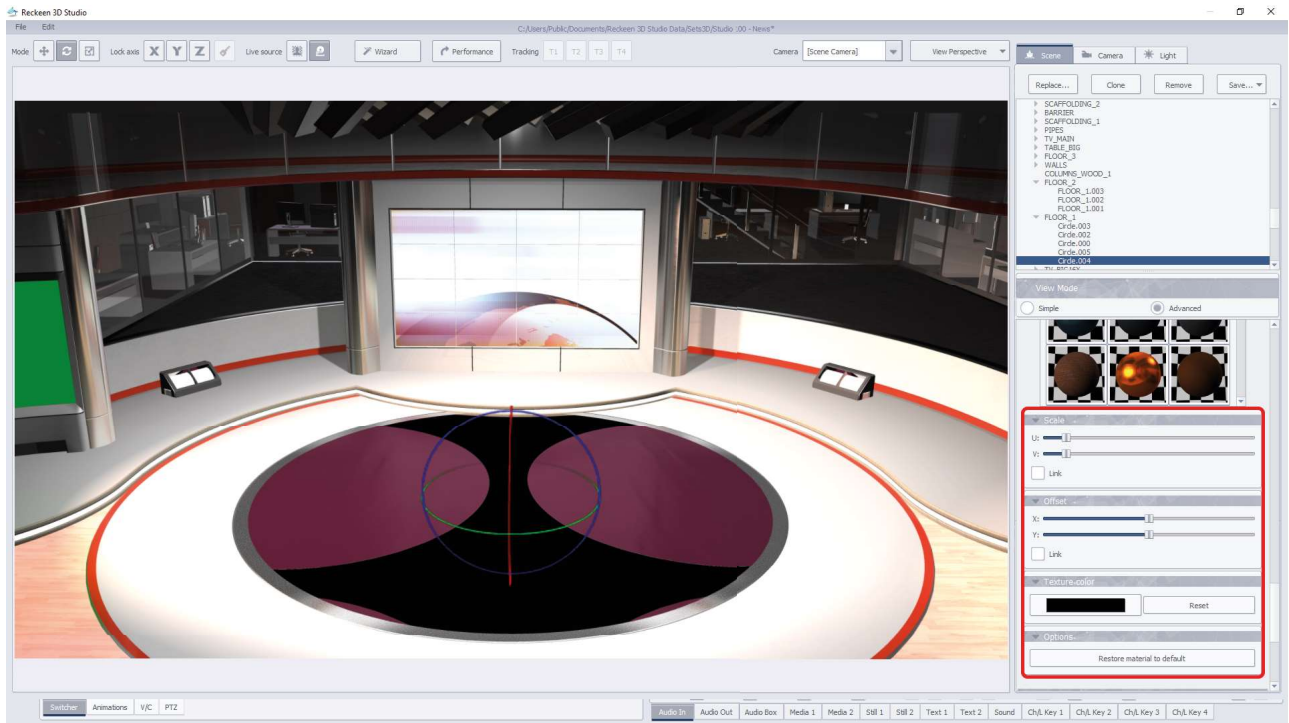 Reckeen 3D Studio
File Edit C:/Users/Public/Documents/Reckeen 3D Studio Data/Sets3D/Studio :00 - News*
Mode Lock axis X Y Z Live source Wizard Performance Tracking T1 T2 T3 T4 Camera [Scene Camera] View Perspective
Scene Camera Light
Replace... Clone Remove Save...
SCAFFOLDING_2
BARRIER
SCAFFOLDING_1
PIPES
TV_MAIN
TABLE_BIG
FLOOR_3
WALLS
COLUMNS_WOOD_1
FLOOR_2
FLOOR_1.003
FLOOR_1.002
FLOOR_1.001
FLOOR_1
Circle.003
Circle.002
Circle.000
Circle.005
Circle.004
View Mode
Simple Advanced
Scale
U:
V:
Link
Offset
X:
Y:
Link
Texture color
Reset
Options
Restore material to default
Switcher Animations V/C PTZ
Audio In Audio Out Audio Box Media 1 Media 2 Still 1 Still 2 Text 1 Text 2 Sound Ch/L Key 1 Ch/L Key 2 Ch/L Key 3 Ch/L Key 4